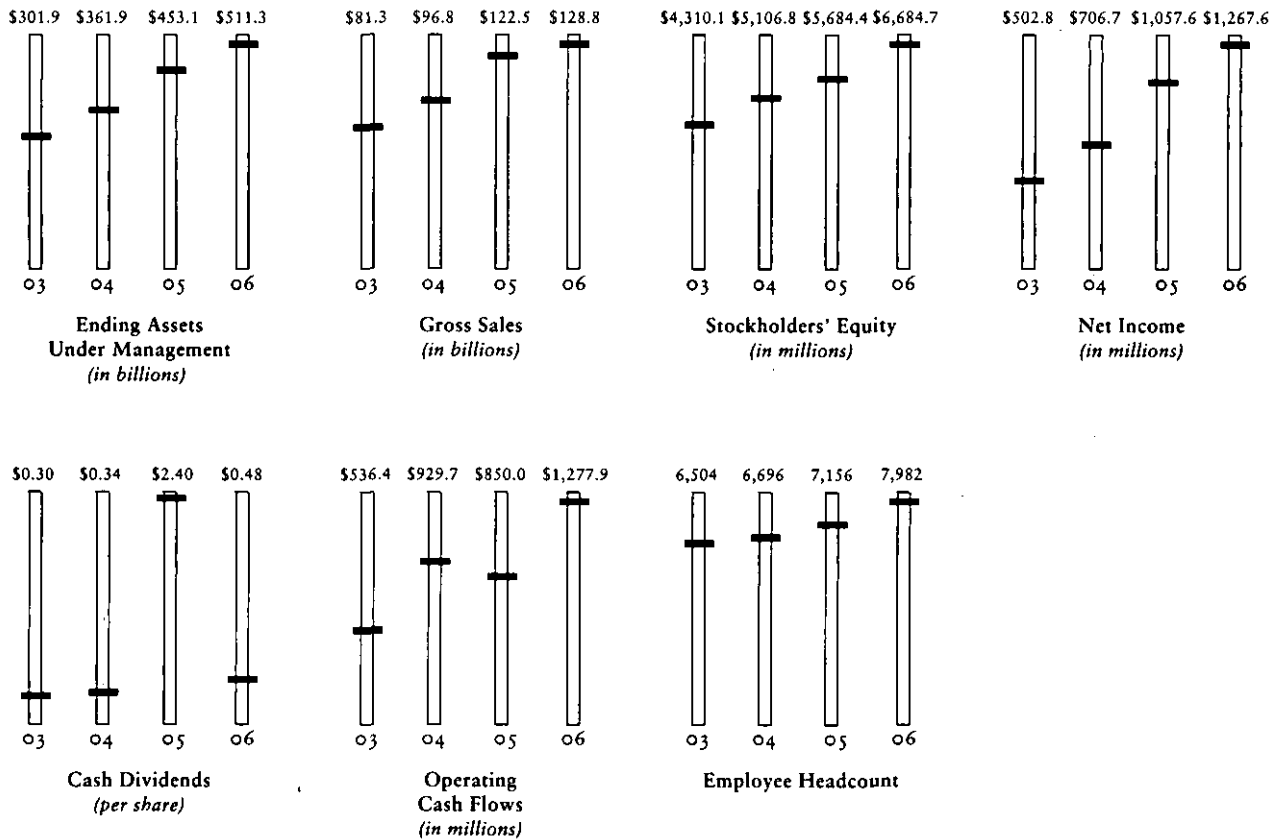 $301.9 $361.9 $453.1 $511.3
03 04 05 06
Ending Assets
Under Management
(in billions)
$81.3 $96.8 $122.5 $128.8
03 04 05 06
Gross Sales
(in billions)
$4,310.1 $5,106.8 $5,684.4 $6,684.7
03 04 05 06
Stockholders' Equity
(in millions)
$502.8 $706.7 $1,057.6 $1,267.6
03 04 05 06
Net Income
(in millions)
$0.30 $0.34 $2.40 $0.48
03 04 05 06
Cash Dividends
(per share)
$536.4 $929.7 $850.0 $1,277.9
03 04 05 06
Operating
Cash Flows
(in millions)
6,504 6,696 7,156 7,982
03 04 05 06
Employee Headcount